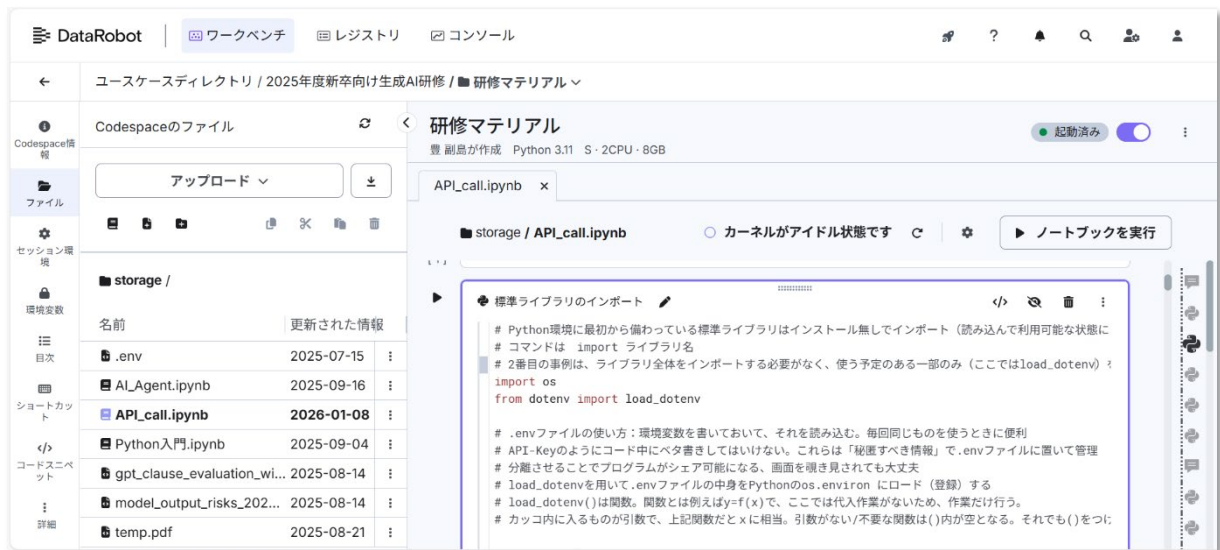 DataRobot
ワークベンチ
レジストリ
コンソール
ユースケースディレクトリ / 2025年度新卒向け生成AI研修 / 研修マテリアル
Codespace情報
ファイル
セッション環境
環境変数
目次
ショートカット
コードスニペット
詳細
Codespaceのファイル
アップロード
storage /
名前 更新された情報
.env 2025-07-15
AI_Agent.ipynb 2025-09-16
API_call.ipynb 2026-01-08
Python入門.ipynb 2025-09-04
gpt_clause_evaluation_wi... 2025-08-14
model_output_risks_202... 2025-08-14
temp.pdf 2025-08-21
研修マテリアル
豊 副島が作成 Python 3.11 S · 2CPU · 8GB
起動済み
API_call.ipynb ×
storage / API_call.ipynb
カーネルがアイドル状態です
ノートブックを実行
標準ライブラリのインポート
# Python環境に最初から備わっている標準ライブラリはインストール無しでインポート（読み込んで利用可能な状態に
# コマンドは import ライブラリ名
# 2番目の事例は、ライブラリ全体をインポートする必要がなく、使う予定のある一部のみ（ここではload_dotenv）を
import os
from dotenv import load_dotenv
# .envファイルの使い方：環境変数を書いておいて、それを読み込む。毎回同じものを使うときに便利
# API-Keyのようにコード中にベタ書きしてはいけない。これらは「秘匿すべき情報」で.envファイルに置いて管理
# 分離させることでプログラムがシェア可能になる、画面を覗き見されても大丈夫
# load_dotenvを用いて.envファイルの中身をPythonのos.environ にロード（登録）する
# load_dotenv()は関数。関数とは例えばy=f(x)で、ここでは代入作業がないため、作業だけ行う。
# カッコ内に入るものが引数で、上記関数だとｘに相当。引数がない/不要な関数は()内が空となる。それでも()をつけ